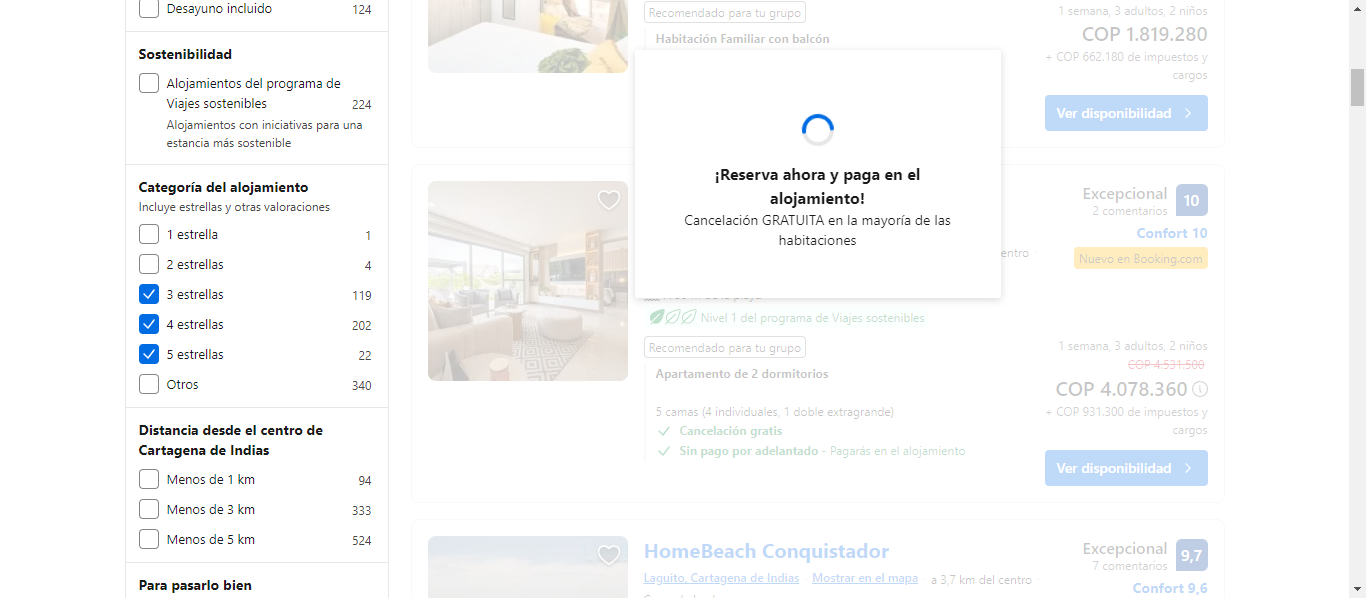 Desayuno incluido 124
Sostenibilidad
Alojamientos del programa de
Viajes sostenibles 224
Alojamientos con iniciativas para una
estancia más sostenible
Categoría del alojamiento
Incluye estrellas y otras valoraciones
1 estrella 1
2 estrellas 4
3 estrellas 119
4 estrellas 202
5 estrellas 22
Otros 340
Distancia desde el centro de
Cartagena de Indias
Menos de 1 km 94
Menos de 3 km 333
Menos de 5 km 524
Para pasarlo bien
Recomendado para tu grupo
Habitación Familiar con balcón
1 semana, 3 adultos, 2 niños
COP 1.819.280
+ COP 662.180 de impuestos y
cargos
Ver disponibilidad
¡Reserva ahora y paga en el
alojamiento!
Cancelación GRATUITA en la mayoría de las
habitaciones
Excepcional 10
2 comentarios
Confort 10
Nuevo en Booking.com
Nivel 1 del programa de Viajes sostenibles
Recomendado para tu grupo
Apartamento de 2 dormitorios
5 camas (4 individuales, 1 doble extragrande)
Cancelación gratis
Sin pago por adelantado - Pagarás en el alojamiento
1 semana, 3 adultos, 2 niños
COP 4.531.500
COP 4.078.360
+ COP 931.300 de impuestos y
cargos
Ver disponibilidad
HomeBeach Conquistador
Laguito, Cartagena de Indias Mostrar en el mapa a 3,7 km del centro
Excepcional 9,7
7 comentarios
Confort 9,6